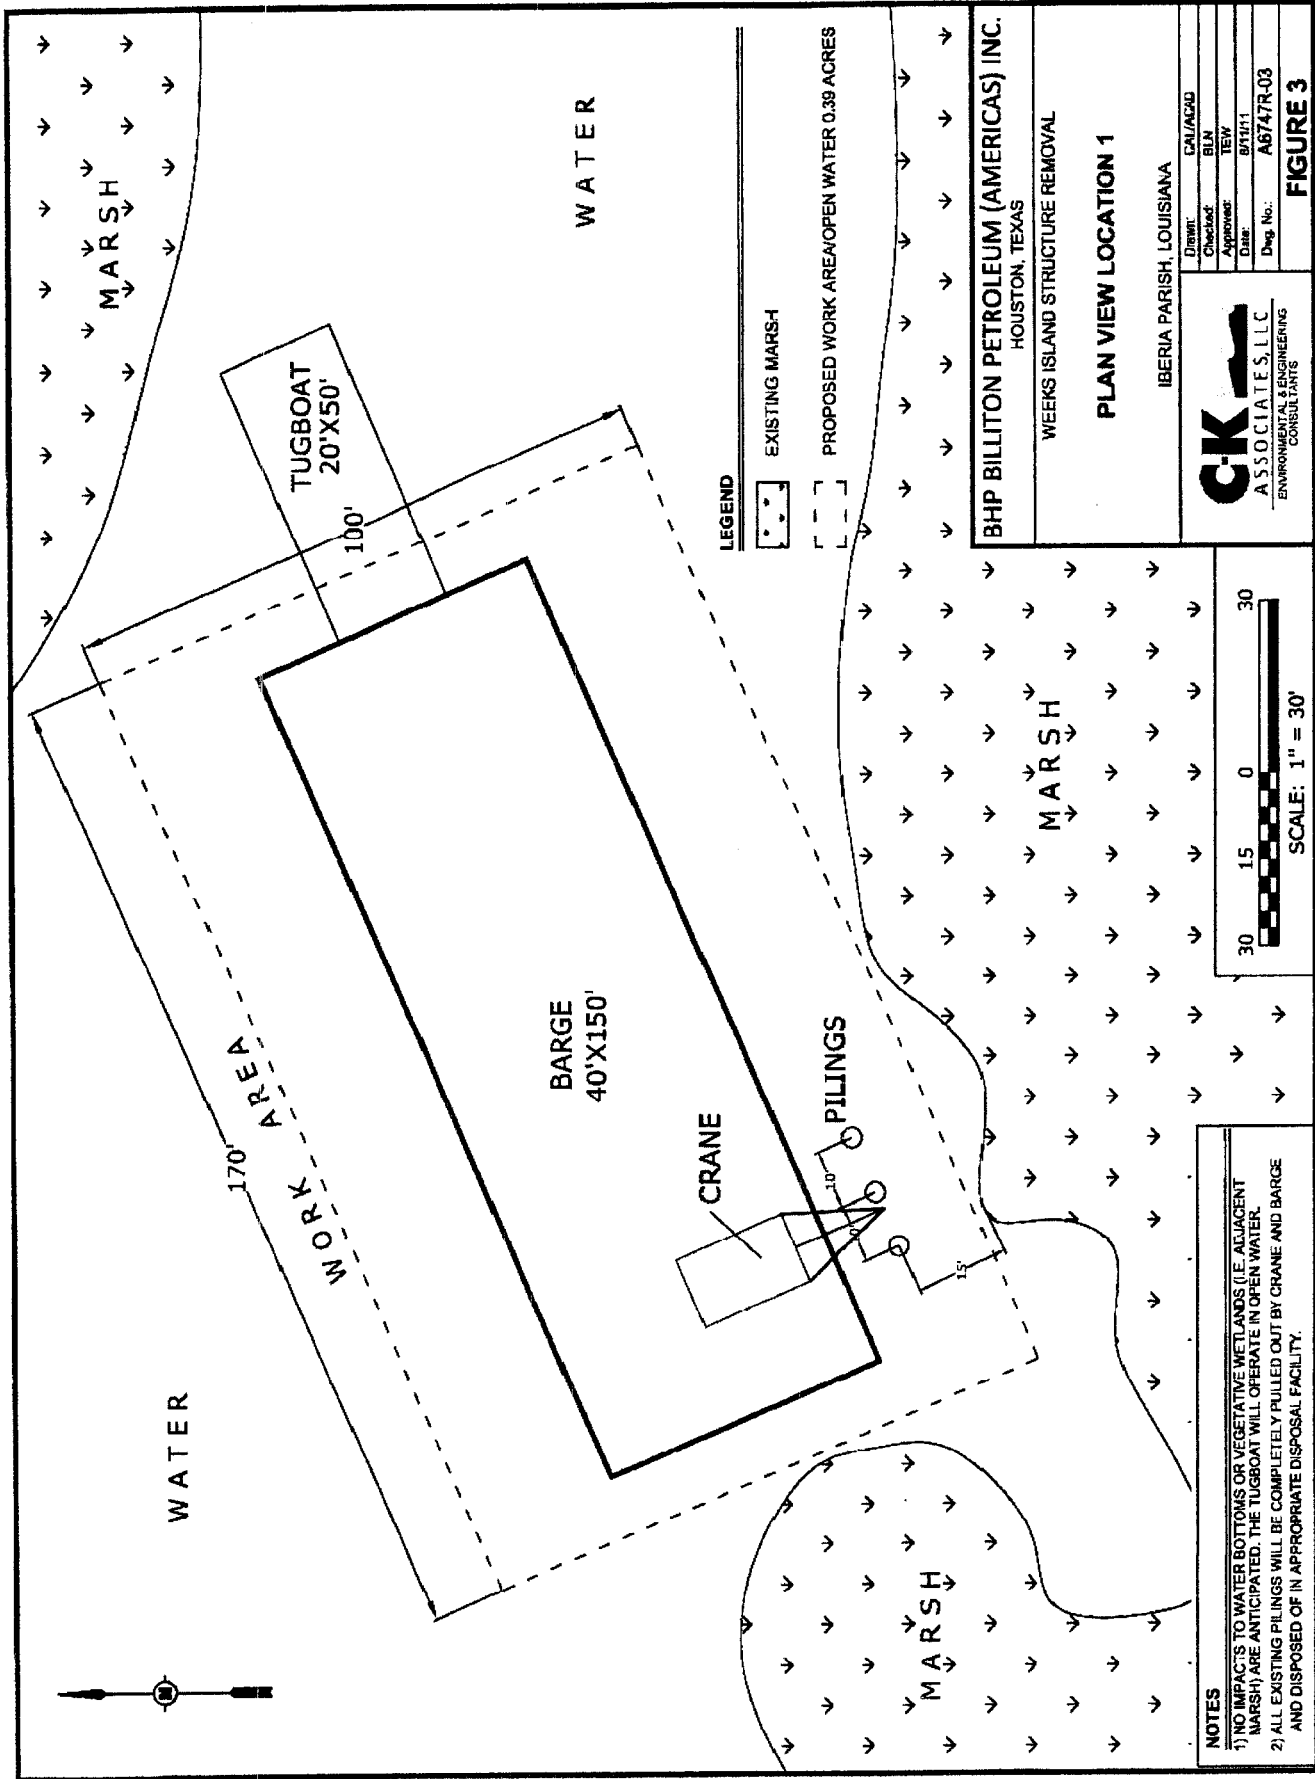 MARSH
WATER
WATER
TUGBOAT
20'X50'
100'
170'
WORK AREA
BARGE
40'X150'
CRANE
PILINGS
10'
10'
15'
MARSH
MARSH
LEGEND
EXISTING MARSH
PROPOSED WORK AREA/OPEN WATER 0.39 ACRES
NOTES
1) NO IMPACTS TO WATER BOTTOMS OR VEGETATIVE WETLANDS (I.E. ADJACENT
MARSH) ARE ANTICIPATED. THE TUGBOAT WILL OPERATE IN OPEN WATER.
2) ALL EXISTING PILINGS WILL BE COMPLETELY PULLED OUT BY CRANE AND BARGE
AND DISPOSED OF IN APPROPRIATE DISPOSAL FACILITY.
30 15 0 30
SCALE: 1" = 30'
BHP BILLITON PETROLEUM (AMERICAS) INC.
HOUSTON, TEXAS
WEEKS ISLAND STRUCTURE REMOVAL
PLAN VIEW LOCATION 1
IBERIA PARISH, LOUISIANA
C-K
ASSOCIATES, LLC
ENVIRONMENTAL & ENGINEERING
CONSULTANTS
Drawn: CAL/ACAD
Checked: BLN
Approved: TEW
Date: 8/11/11
Dwg. No.: A6747R-03
FIGURE 3